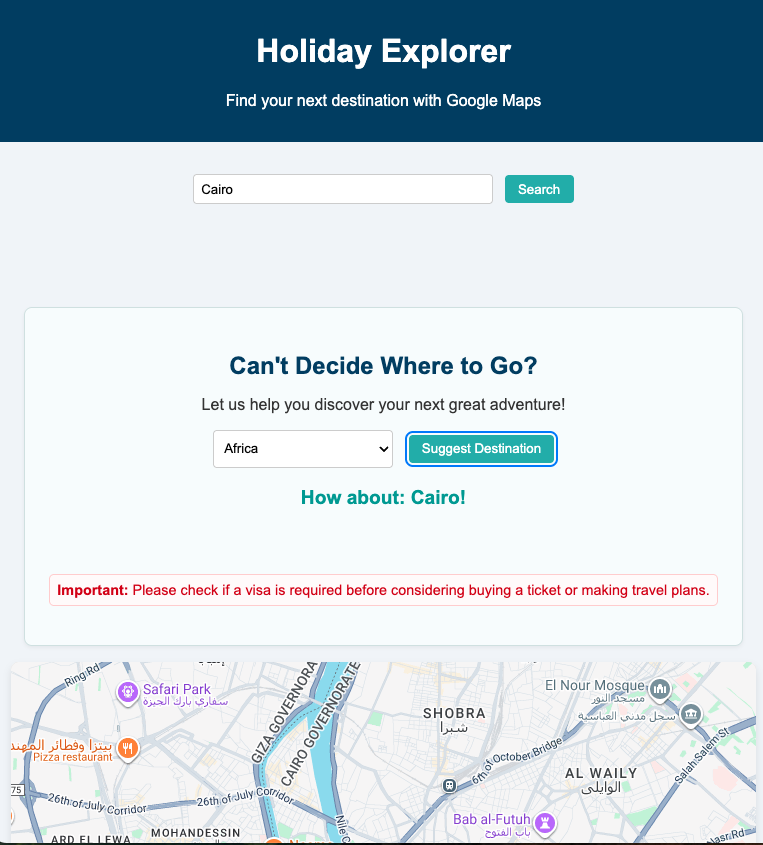 Holiday Explorer
Find your next destination with Google Maps
Cairo
Search
Can't Decide Where to Go?
Let us help you discover your next great adventure!
Africa
Suggest Destination
How about: Cairo!
Important: Please check if a visa is required before considering buying a ticket or making travel plans.
Ring Rd
Safari Park
سفاري بارك الجيزة
GIZA GOVERNORA
CAIRO GOVERNORATE
SHOBRA
شبرا
El Nour Mosque
مسجد النور
سجل مدني العباسية
بيتزا وفطائر المهند
Pizza restaurant
6th of October Bridge
Salah Salem St
AL WAILY
الوايلي
75
26th of July Corridor
26th of July Corridor
Bab al-Futuh
باب الفتوح
ARD EL LEWA
MOHANDESSIN
Nile C
Nasr Rd